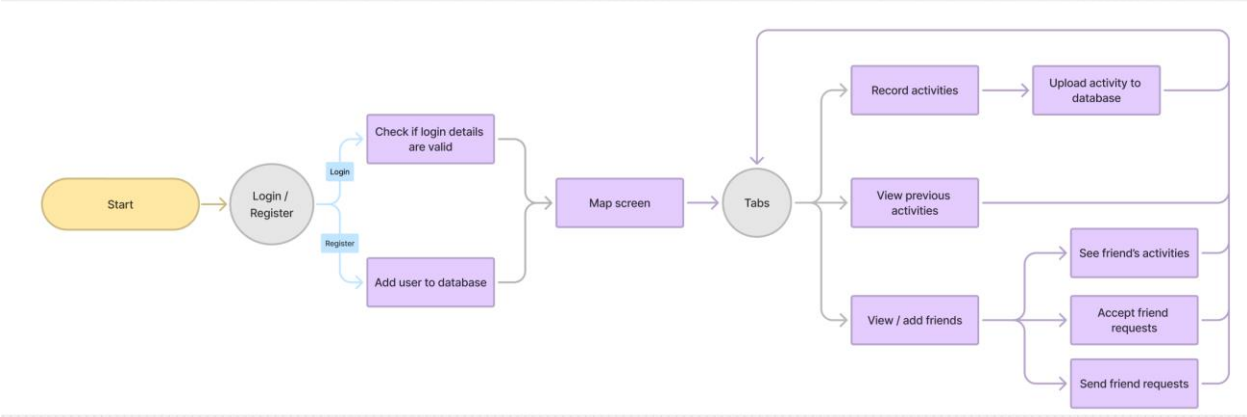 Start
Login /
Register
Login
Register
Check if login details
are valid
Add user to database
Map screen
Tabs
Record activities
Upload activity to
database
View previous
activities
View / add friends
See friend's activities
Accept friend
requests
Send friend requests